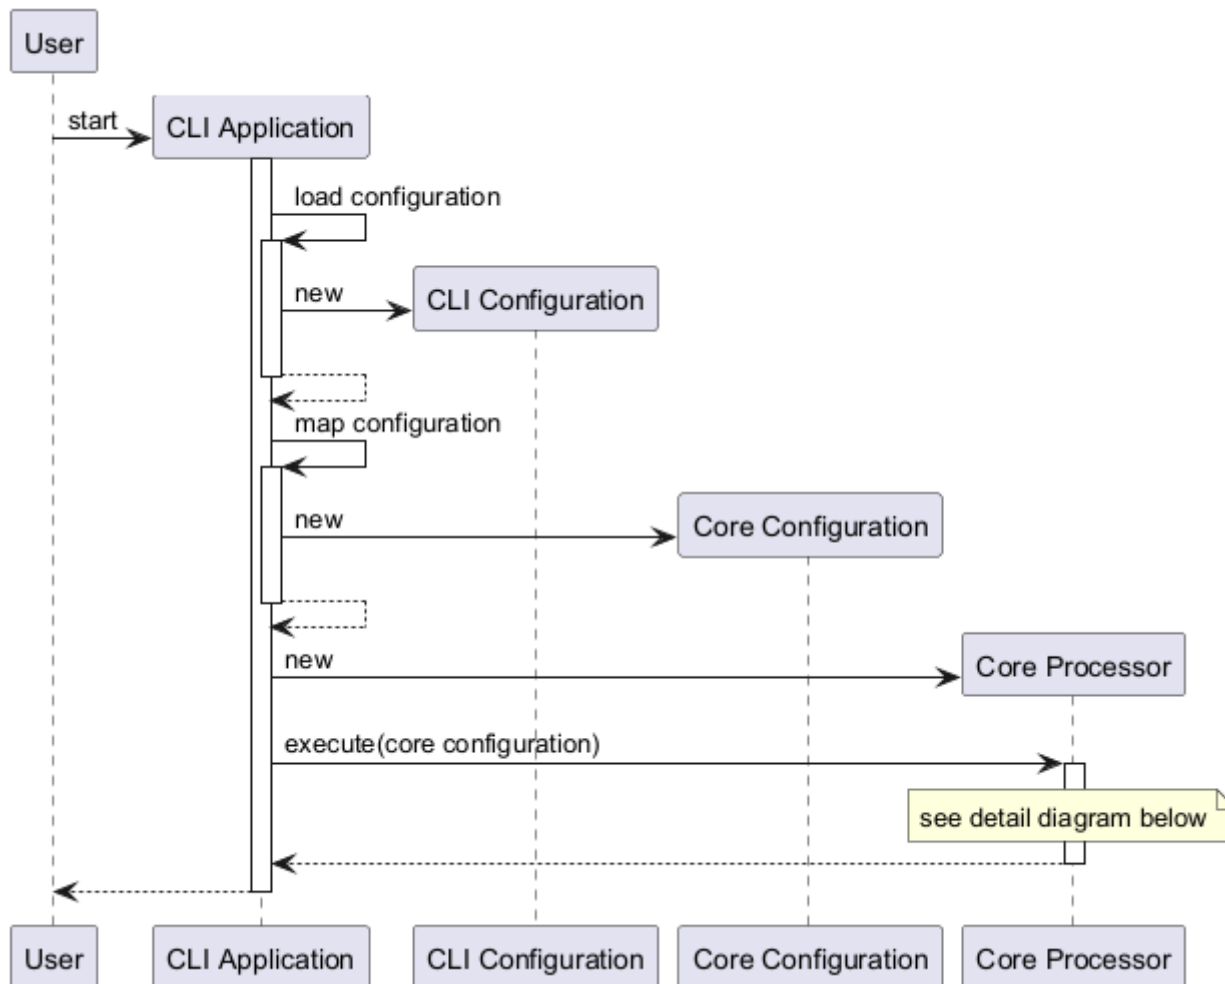 User
start
CLI Application
load configuration
new
CLI Configuration
map configuration
new
Core Configuration
new
Core Processor
execute(core configuration)
see detail diagram below
User
CLI Application
CLI Configuration
Core Configuration
Core Processor